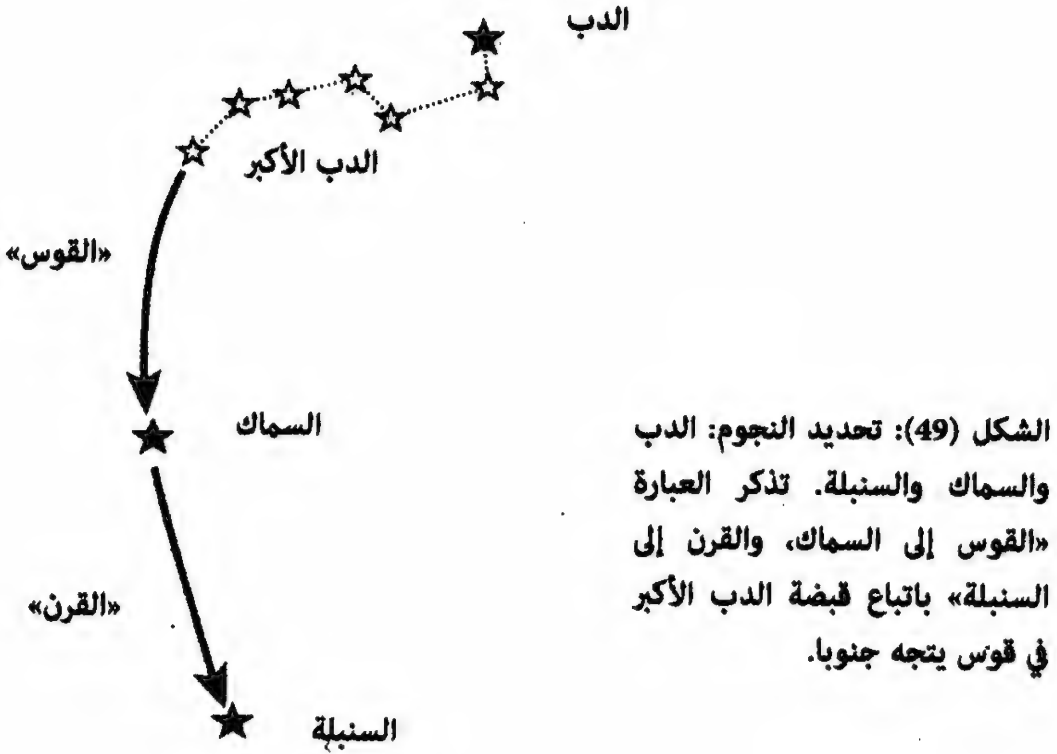 الدب
الدب الأكبر
«القوس»
السماك
«القرن»
السنبلة
الشكل (49): تحديد النجوم: الدب
والسماك والسنبلة. تذكر العبارة
«القوس إلى السماك، والقرن إلى
السنبلة» باتباع قبضة الدب الأكبر
في قوس يتجه جنوبا.